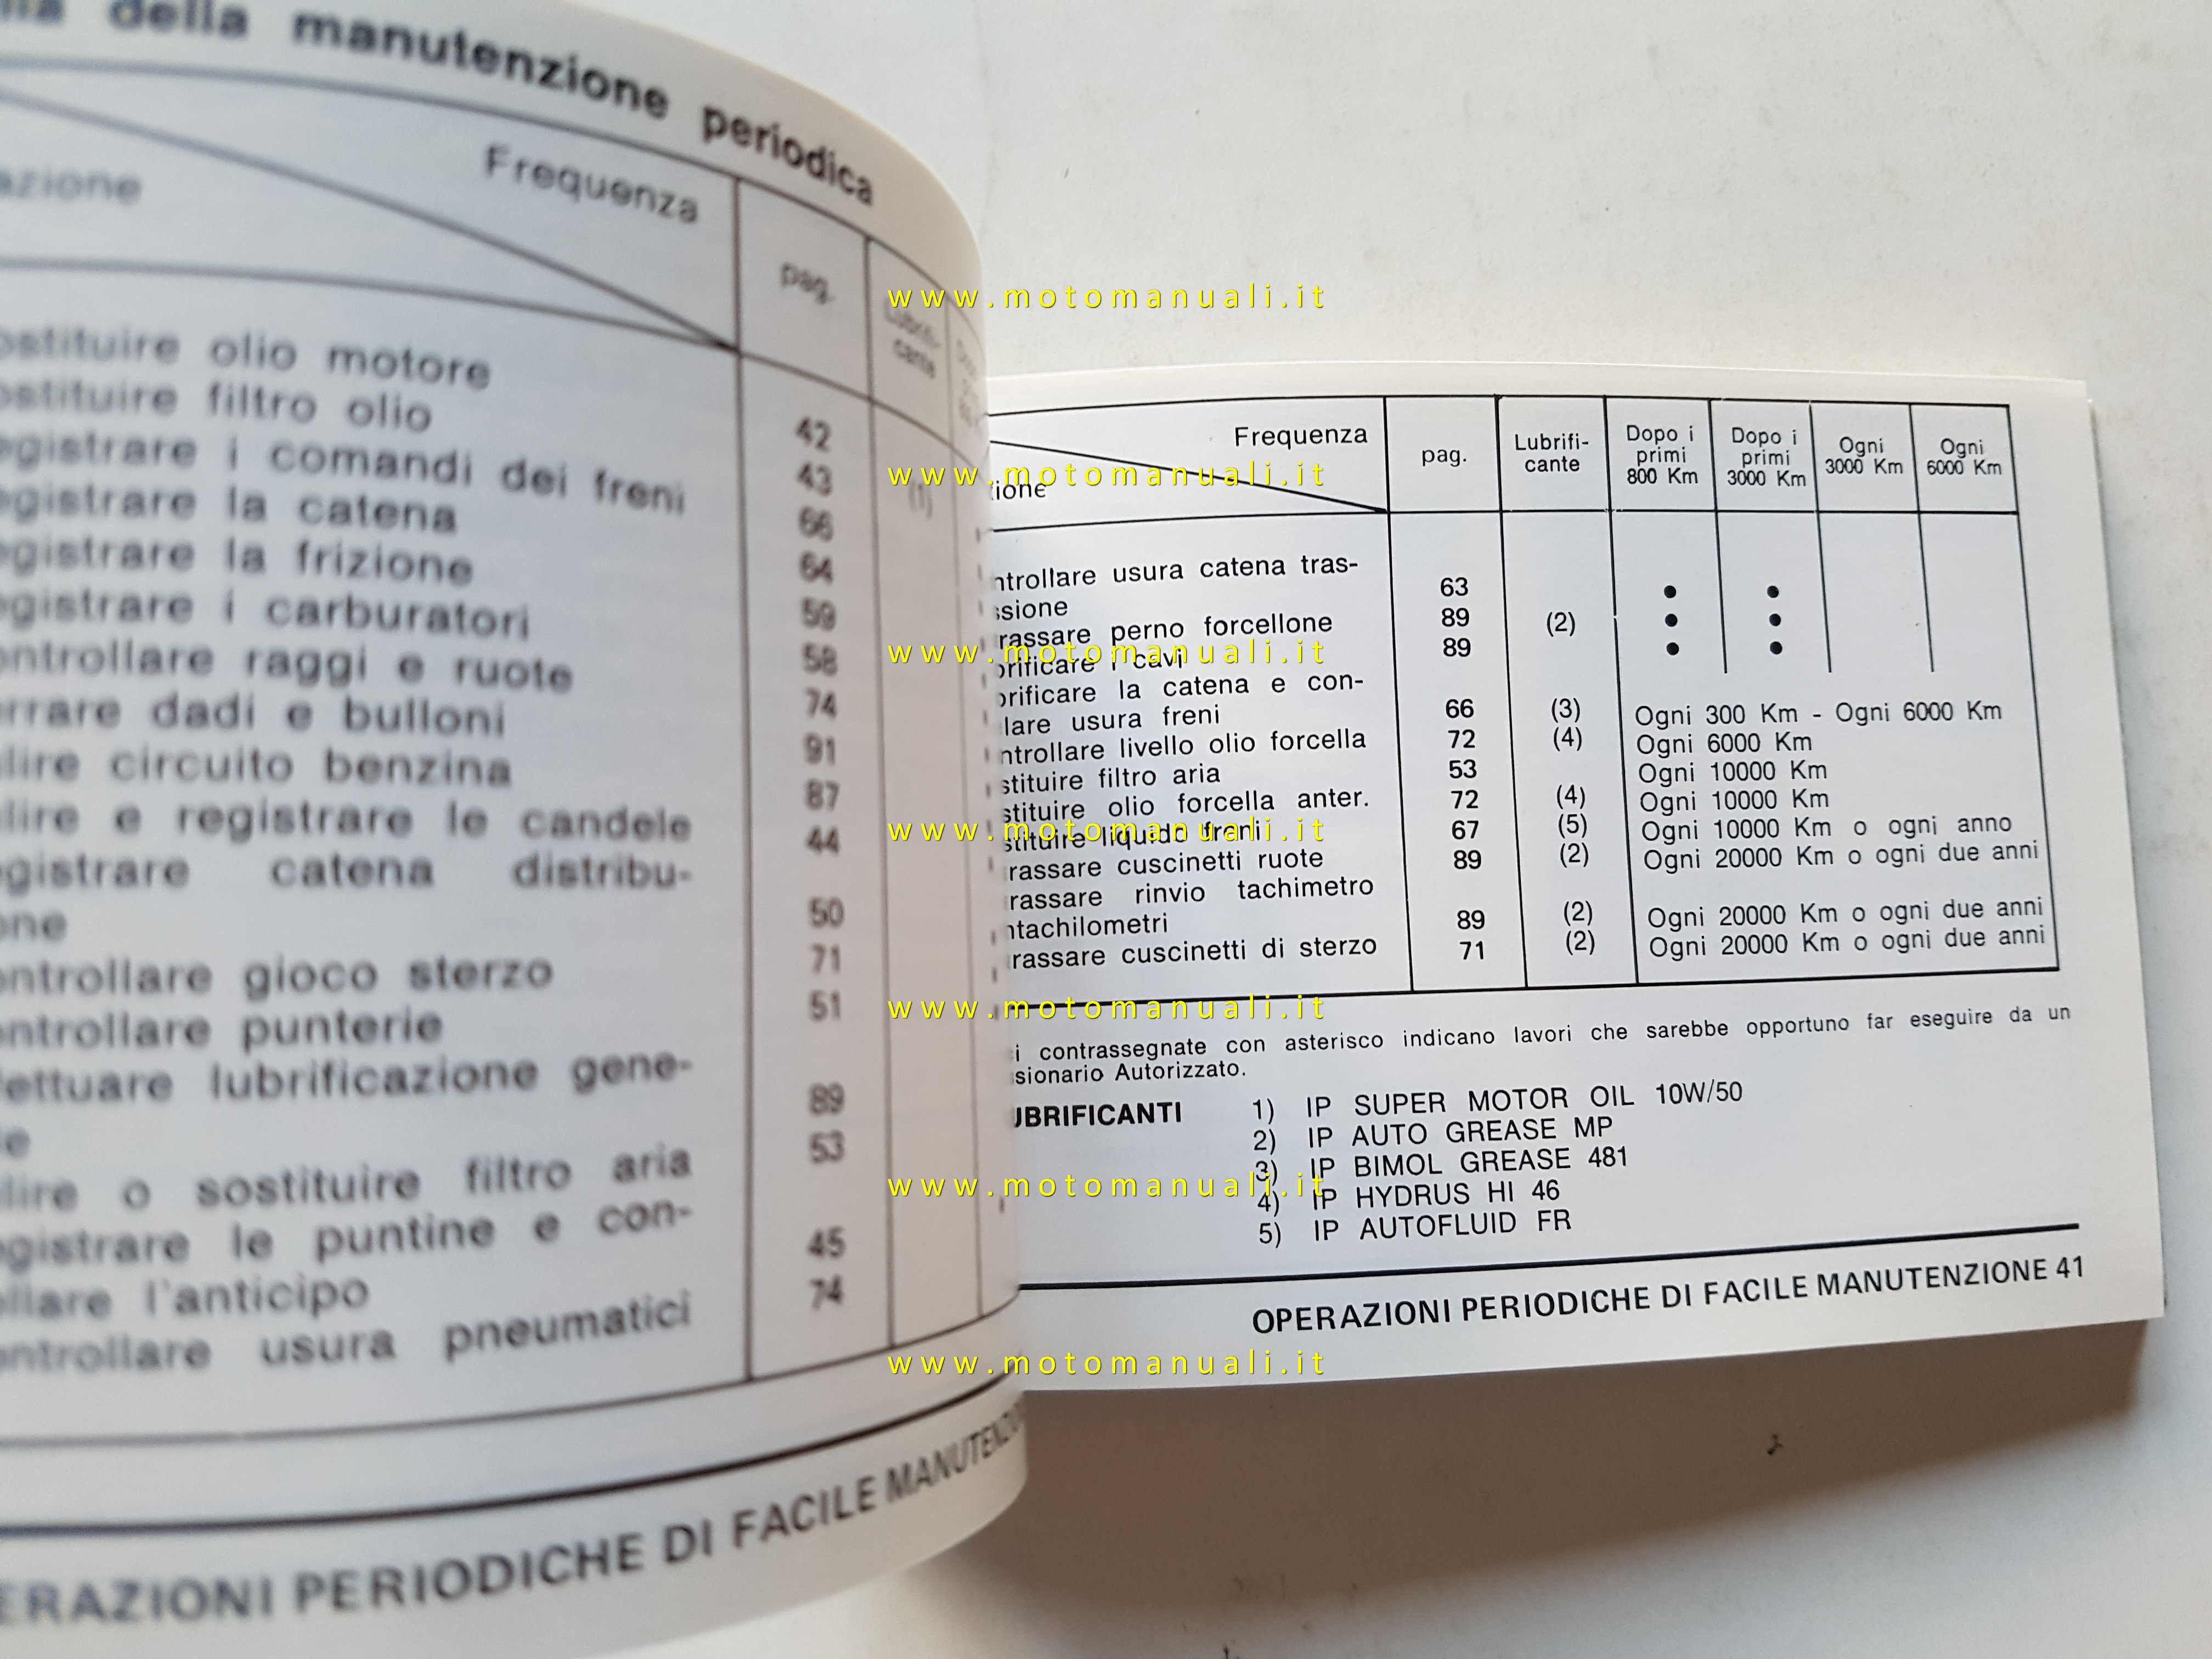 della manutenzione periodica
Frequenza
pag.
Lubrifi-
cante
olio motore
42
filtro olio
43
(1)
i comandi dei freni
66
la catena
64
la frizione
59
i carburatori
58
raggi e ruote
74
dadi e bulloni
91
circuito benzina
87
e registrare le candele
44
catena distribu-
50
gioco sterzo
71
punterie
51
lubrificazione gene-
89
o sostituire filtro aria
53
le puntine e con-
l'anticipo
45
usura pneumatici
74
PERIODICHE DI FACILE
Frequenza
pag.
Lubrifi-
cante
Dopo i
primi
800 Km
Dopo i
primi
3000 Km
Ogni
3000 Km
Ogni
6000 Km
usura catena tras-
63 • •
perno forcellone
89 (2) • •
i cavi
89 • •
la catena e con-
usura freni
66 (3) Ogni 300 Km - Ogni 6000 Km
livello olio forcella
72 (4) Ogni 6000 Km
filtro aria
53 Ogni 10000 Km
olio forcella anter.
72 (4) Ogni 10000 Km
liquido freni
67 (5) Ogni 10000 Km o ogni anno
cuscinetti ruote
89 (2) Ogni 20000 Km o ogni due anni
rinvio tachimetro
89 (2) Ogni 20000 Km o ogni due anni
cuscinetti di sterzo
71 (2) Ogni 20000 Km o ogni due anni
contrassegnate con asterisco indicano lavori che sarebbe opportuno far eseguire da un
Autorizzato.
1) IP SUPER MOTOR OIL 10W/50
2) IP AUTO GREASE MP
3) IP BIMOL GREASE 481
4) IP HYDRUS HI 46
5) IP AUTOFLUID FR
OPERAZIONI PERIODICHE DI FACILE MANUTENZIONE 41
www.motomanuali.it
www.motomanuali.it
www.motomanuali.it
www.motomanuali.it
www.motomanuali.it
www.motomanuali.it
www.motomanuali.it